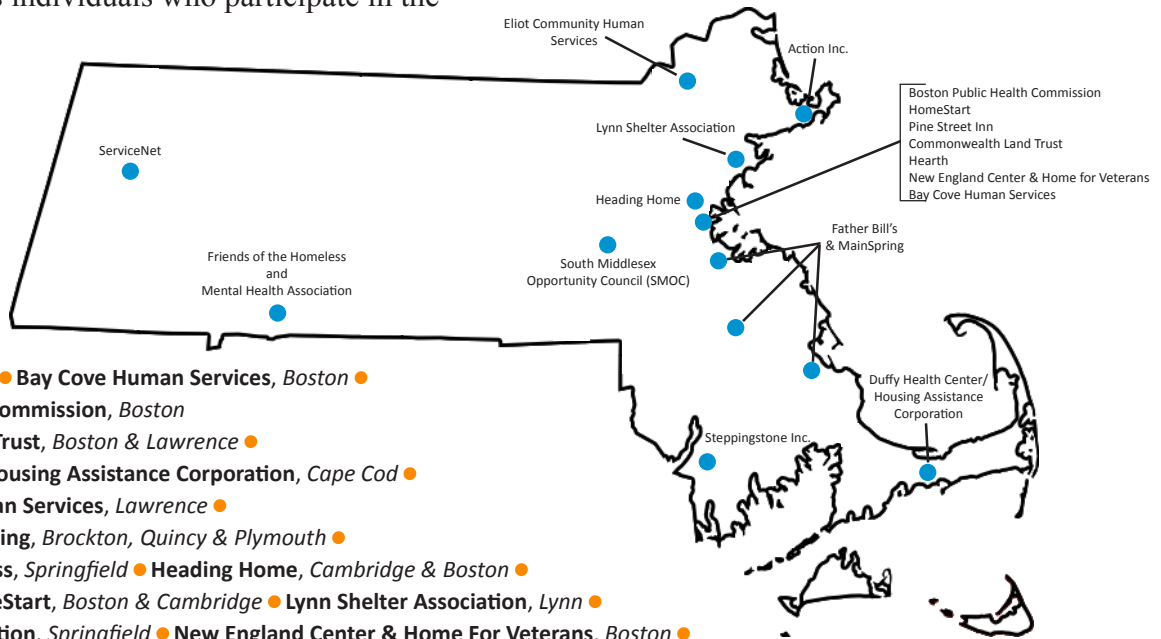 individuals who participate in the
Eliot Community Human
Services
Action Inc.
Boston Public Health Commission
HomeStart
Pine Street Inn
Commonwealth Land Trust
Hearth
New England Center & Home for Veterans
Bay Cove Human Services
Lynn Shelter Association
ServiceNet
Heading Home
Father Bill's
& MainSpring
South Middlesex
Opportunity Council (SMOC)
Friends of the Homeless
and
Mental Health Association
Duffy Health Center/
Housing Assistance
Corporation
Steppingstone Inc.
● Bay Cove Human Services, Boston ●
ommission, Boston
Trust, Boston & Lawrence ●
ousing Assistance Corporation, Cape Cod ●
an Services, Lawrence ●
ing, Brockton, Quincy & Plymouth ●
ss, Springfield ● Heading Home, Cambridge & Boston ●
eStart, Boston & Cambridge ● Lynn Shelter Association, Lynn ●
tion, Springfield ● New England Center & Home For Veterans, Boston ●